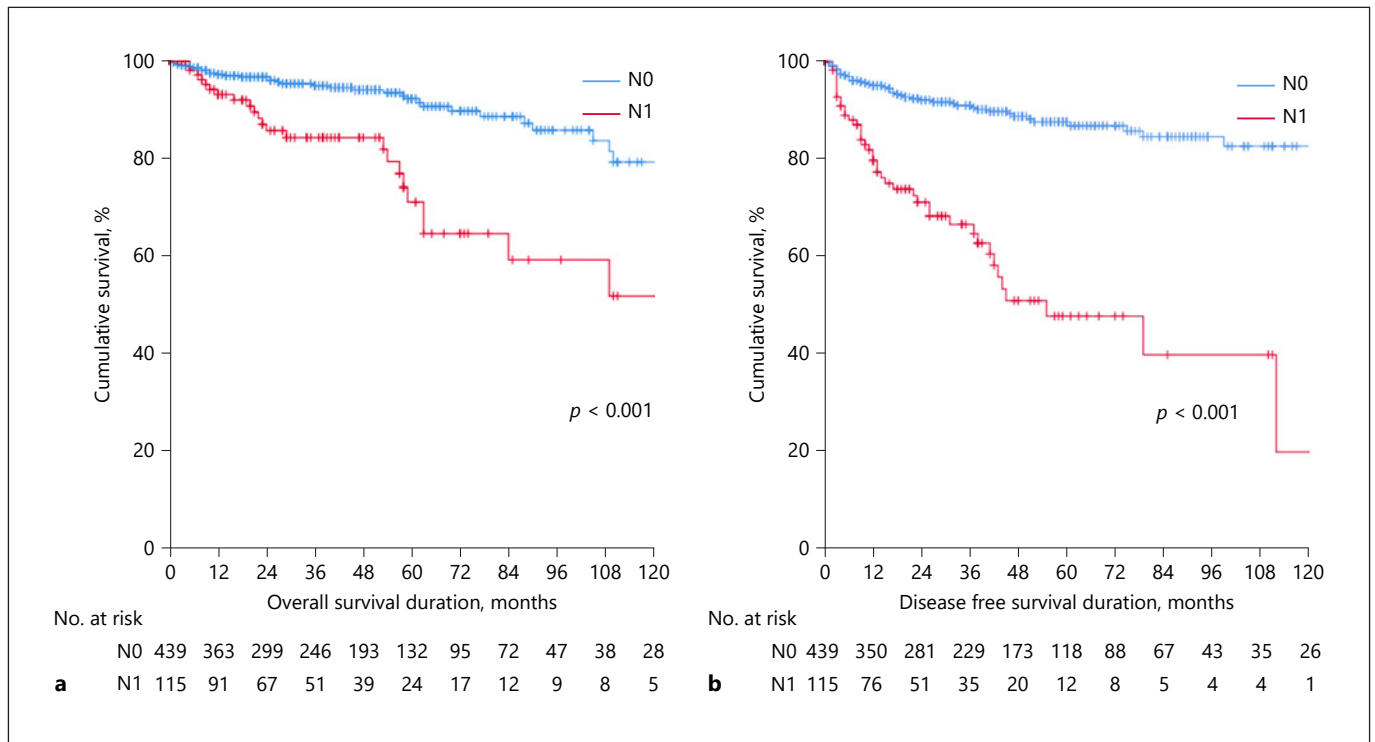 100
80
60
40
20
0
Cumulative survival, %
N0
N1
p < 0.001
0 12 24 36 48 60 72 84 96 108 120
Overall survival duration, months
No. at risk
N0 439 363 299 246 193 132 95 72 47 38 28
a N1 115 91 67 51 39 24 17 12 9 8 5
100
80
60
40
20
0
Cumulative survival, %
N0
N1
p < 0.001
0 12 24 36 48 60 72 84 96 108 120
Disease free survival duration, months
No. at risk
N0 439 350 281 229 173 118 88 67 43 35 26
b N1 115 76 51 35 20 12 8 5 4 4 1